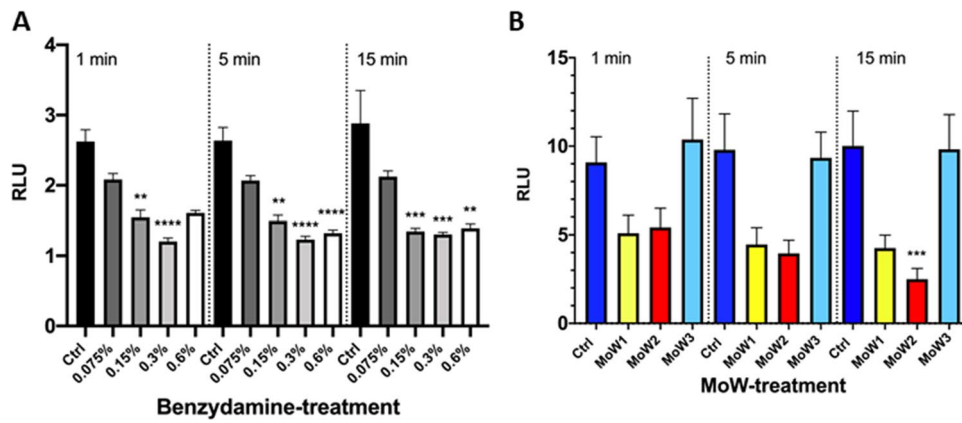 A
4
3
2
1
0
RLU
1 min
5 min
15 min
**
****
**
****
****
***
***
**
Ctrl
0.075%
0.15%
0.3%
0.6%
Ctrl
0.075%
0.15%
0.3%
0.6%
Ctrl
0.075%
0.15%
0.3%
0.6%
Benzydamine-treatment
B
15
10
5
0
RLU
1 min
5 min
15 min
***
Ctrl
MoW1
MoW2
MoW3
Ctrl
MoW1
MoW2
MoW3
Ctrl
MoW1
MoW2
MoW3
MoW-treatment